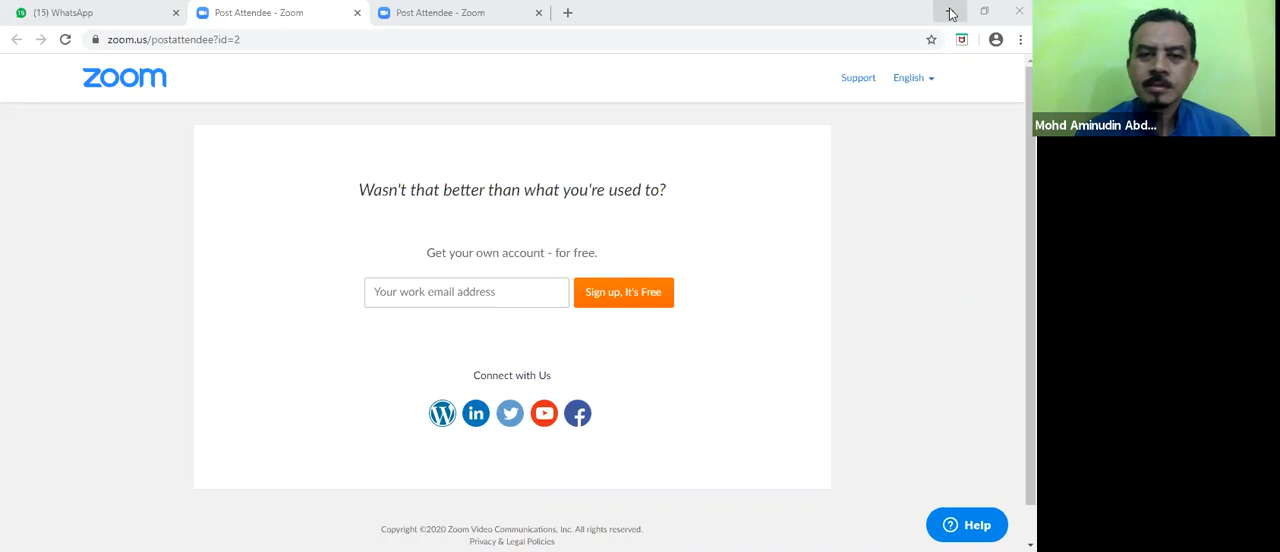 (15) WhatsApp
Post Attendee - Zoom
Post Attendee - Zoom
zoom.us/postattendee?id=2
zoom
Support
English
Mohd Aminudin Abd...
Wasn't that better than what you're used to?
Get your own account - for free.
Your work email address
Sign up, It's Free
Connect with Us
in
Copyright ©2020 Zoom Video Communications, Inc. All rights reserved.
Privacy & Legal Policies
Help